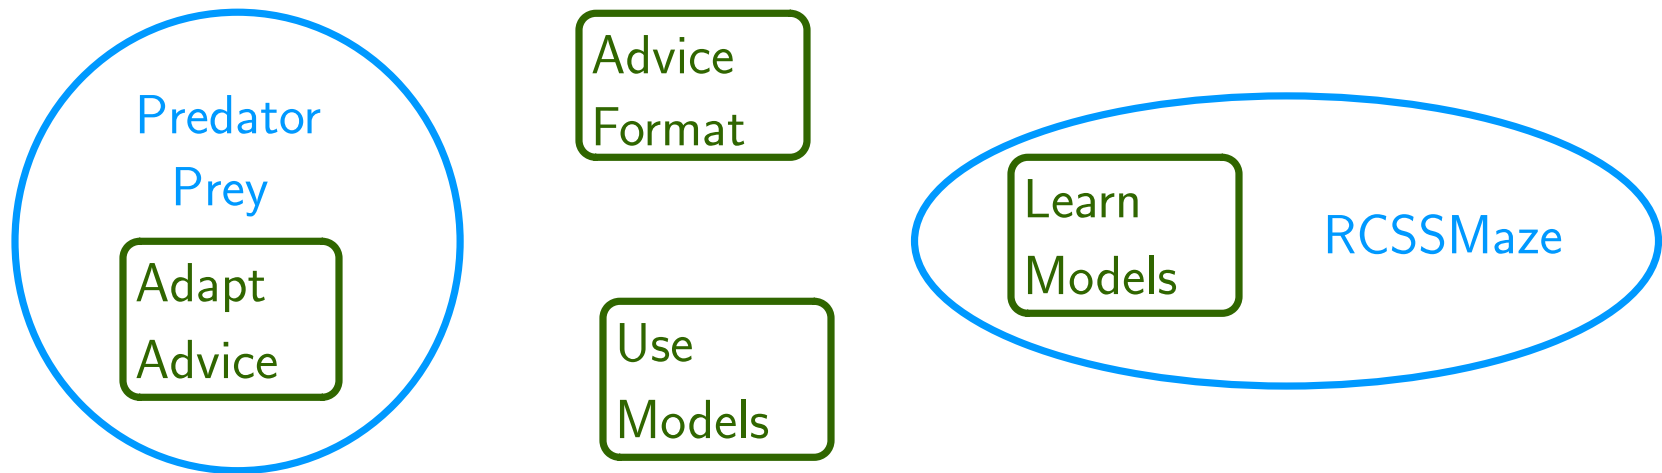 Predator
Prey
Adapt
Advice
Advice
Format
Use
Models
Learn
Models
RCSSMaze